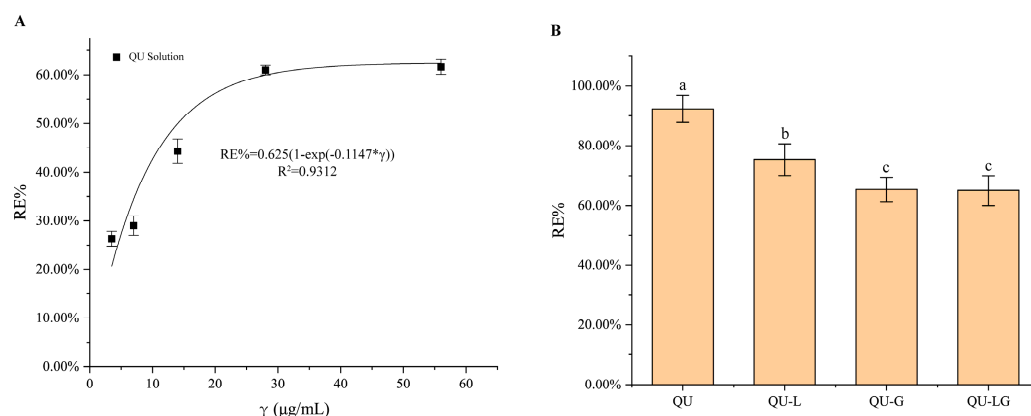 A
QU Solution
60.00%
50.00%
40.00%
30.00%
20.00%
10.00%
0.00%
RE%
RE%=0.625(1-exp(-0.1147*γ))
R²=0.9312
0 10 20 30 40 50 60
γ (μg/mL)
B
100.00%
80.00%
60.00%
40.00%
20.00%
0.00%
RE%
a
b
c
c
QU QU-L QU-G QU-LG